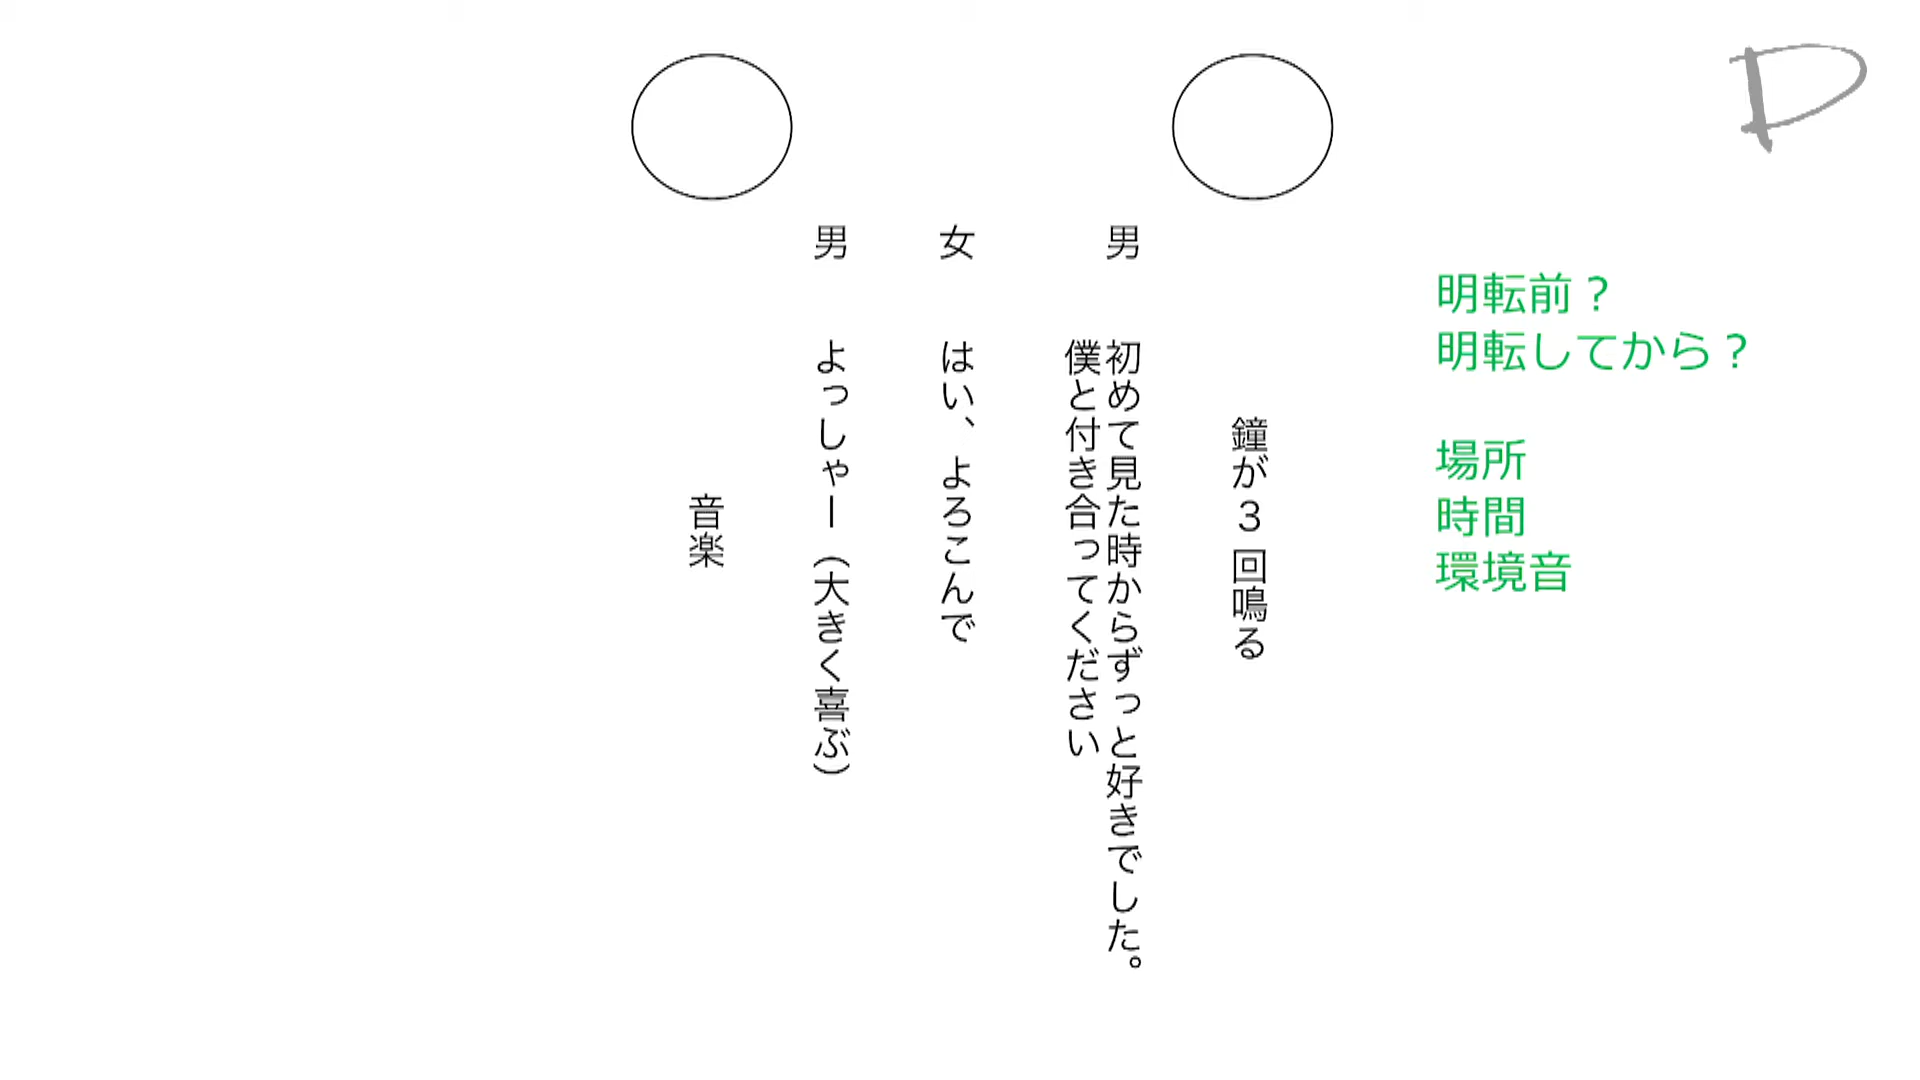 明転前？
明転してから？
場所
時間
環境音
鐘が３回鳴る
男　初めて見た時からずっと好きでした。
僕と付き合ってください
女　はい、よろこんで
男　よっしゃー（大きく喜ぶ）
音楽